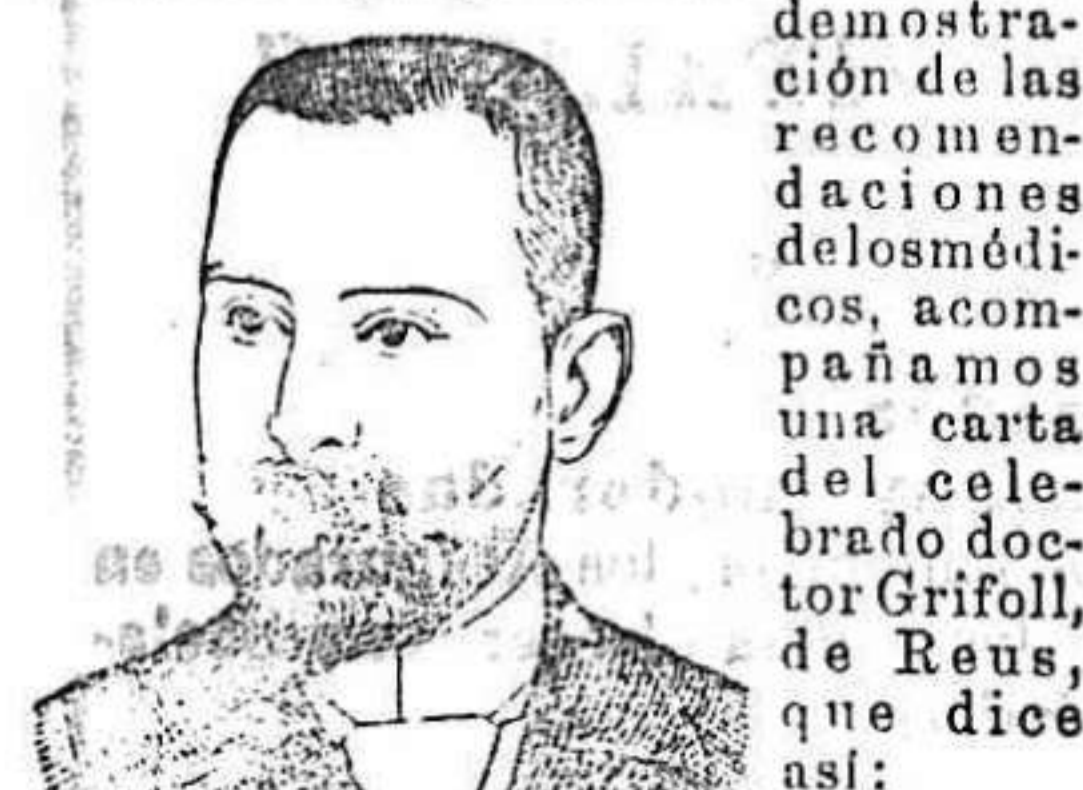 demostra-
ción de las
recomen-
daciones
delosmédi-
cos, acom-
pañamos
una carta
del cele-
brado doc-
tor Grifoll,
de Reus,
que dice
así: